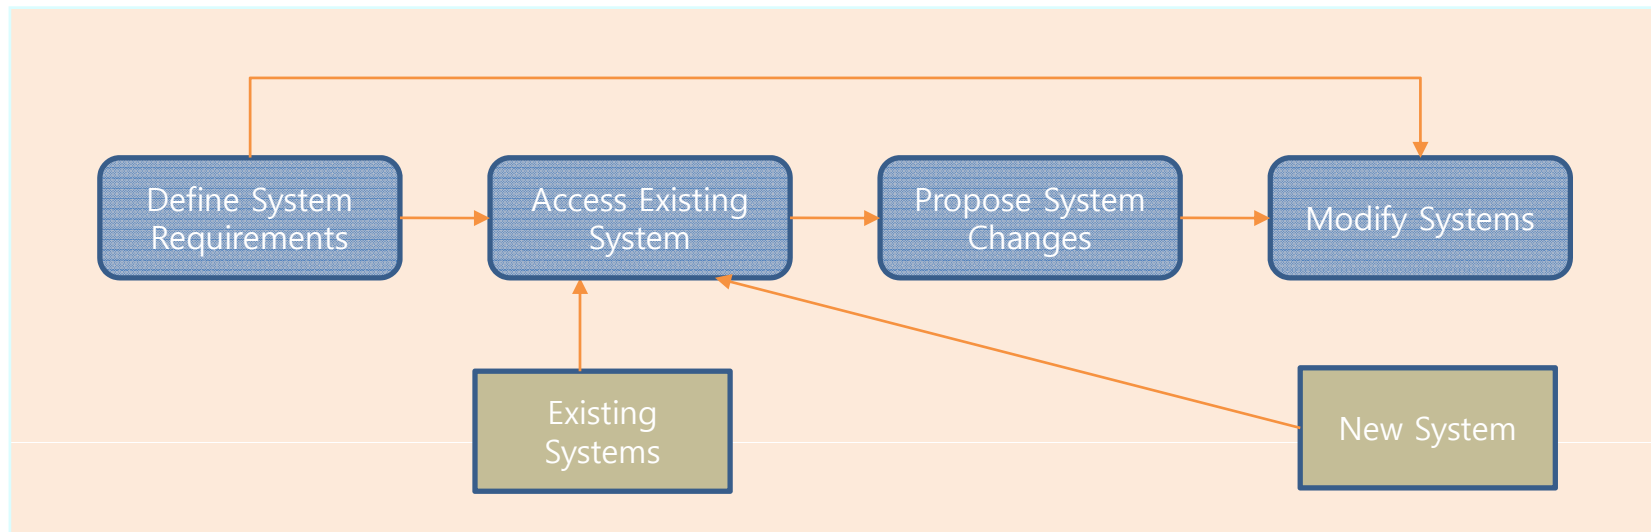 Define System
Requirements
Access Existing
System
Propose System
Changes
Modify Systems
Existing
Systems
New System